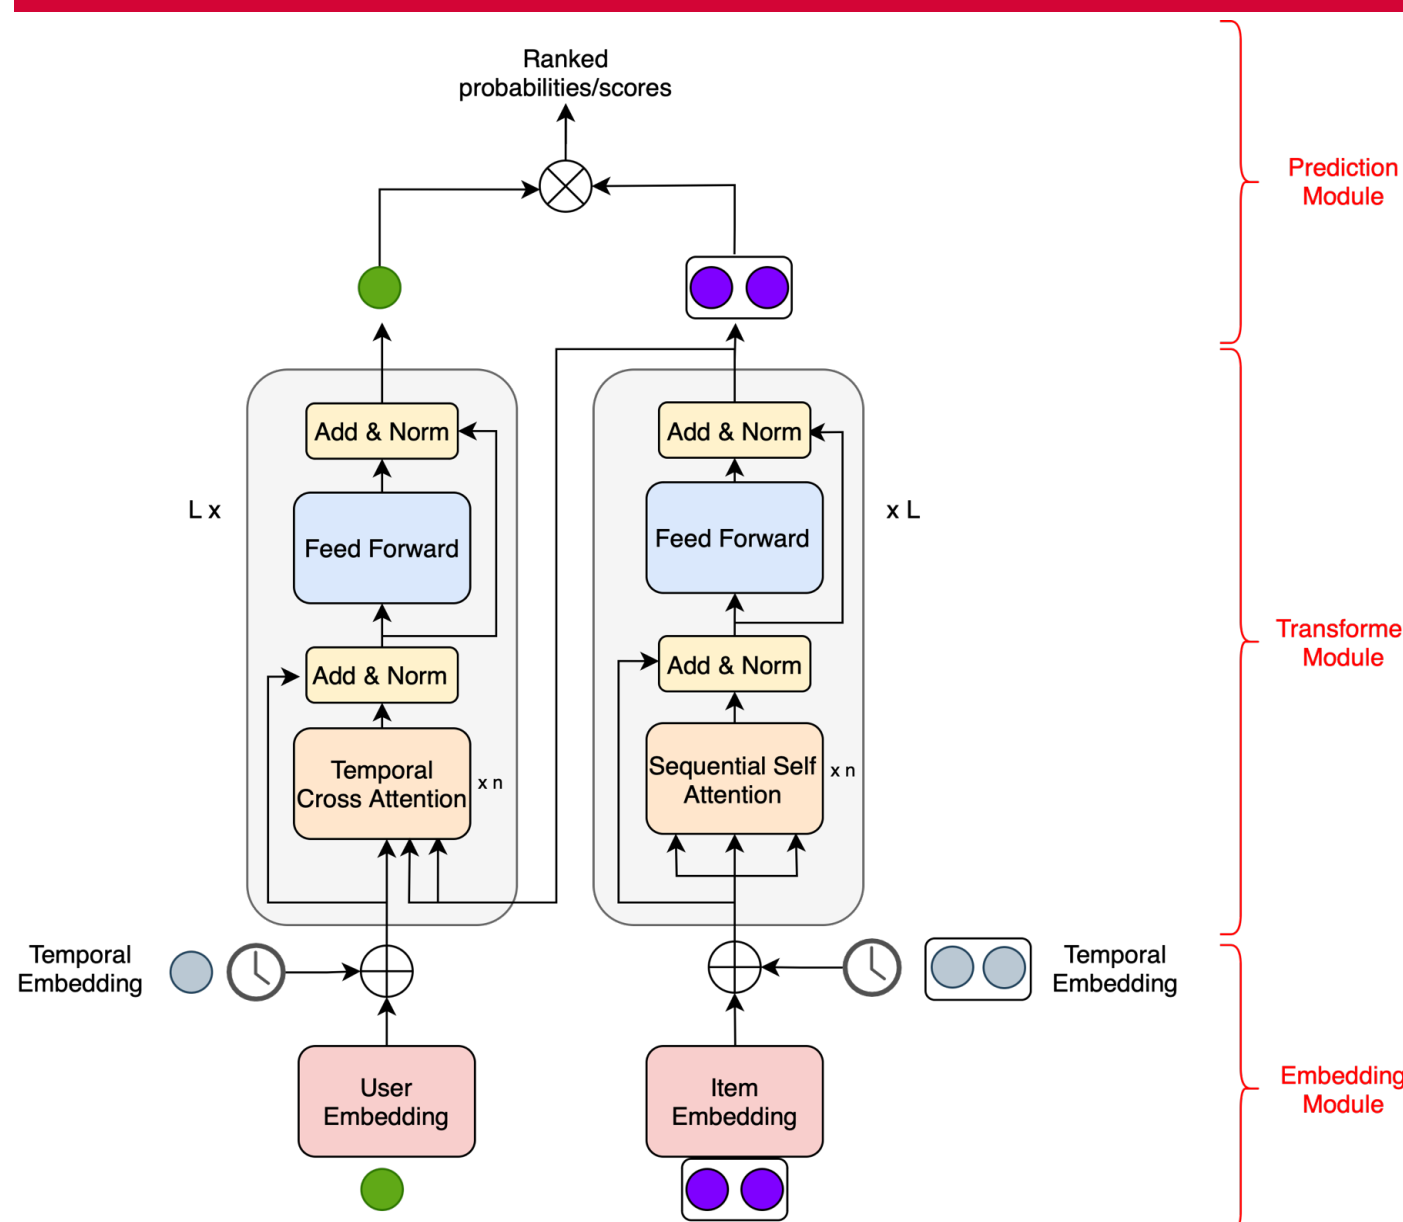 Ranked
probabilities/scores
Prediction
Module
Add & Norm
Add & Norm
L x
Feed Forward
Feed Forward
x L
Add & Norm
Add & Norm
Transforme
Module
Temporal
Cross Attention
x n
Sequential Self
Attention
x n
Temporal
Embedding
Temporal
Embedding
User
Embedding
Item
Embedding
Embedding
Module